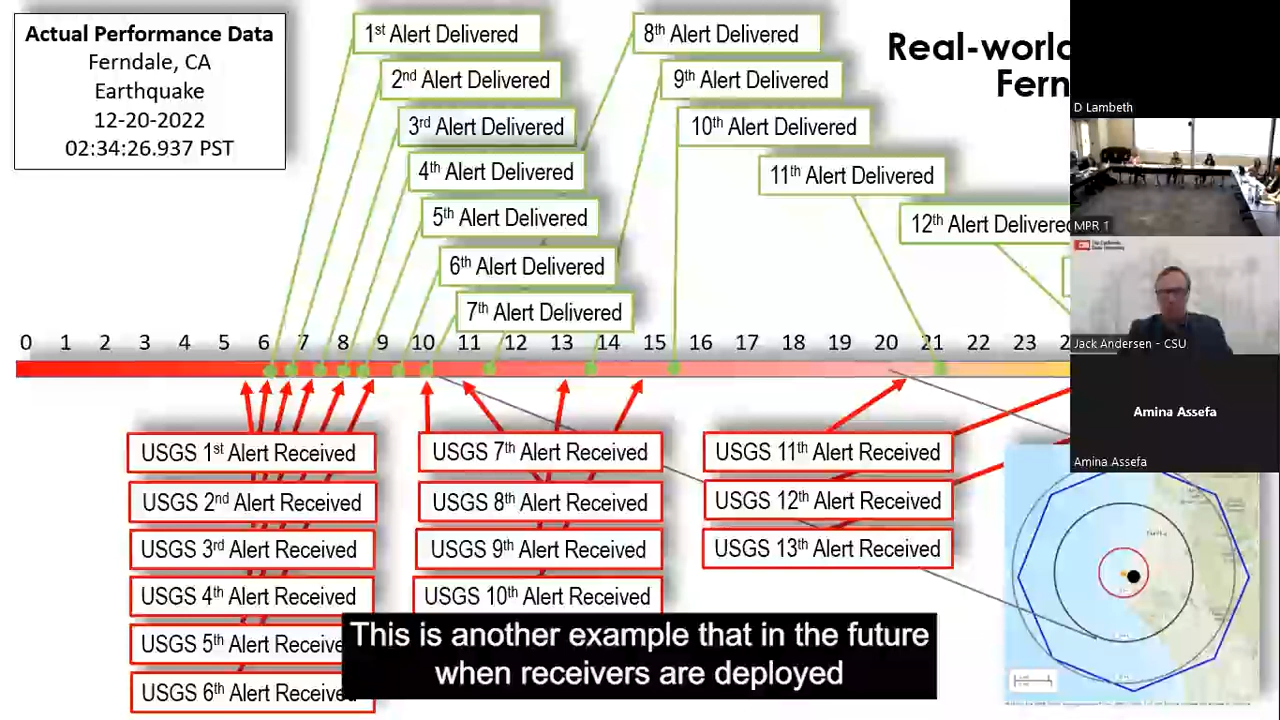 Actual Performance Data
Ferndale, CA
Earthquake
12-20-2022
02:34:26.937 PST
1st Alert Delivered
2nd Alert Delivered
3rd Alert Delivered
4th Alert Delivered
5th Alert Delivered
6th Alert Delivered
7th Alert Delivered
8th Alert Delivered
9th Alert Delivered
10th Alert Delivered
11th Alert Delivered
12th Alert Delivered
Real-world
Fern
D Lambeth
MPR 1
Jack Andersen - CSU
Amina Assefa
Amina Assefa
0 1 2 3 4 5 6 7 8 9 10 11 12 13 14 15 16 17 18 19 20 21 22 23 2
USGS 1st Alert Received
USGS 2nd Alert Received
USGS 3rd Alert Received
USGS 4th Alert Received
USGS 5th Alert Receive
USGS 6th Alert Received
USGS 7th Alert Received
USGS 8th Alert Received
USGS 9th Alert Received
USGS 10th Alert Received
USGS 11th Alert Received
USGS 12th Alert Received
USGS 13th Alert Received
This is another example that in the future
when receivers are deployed